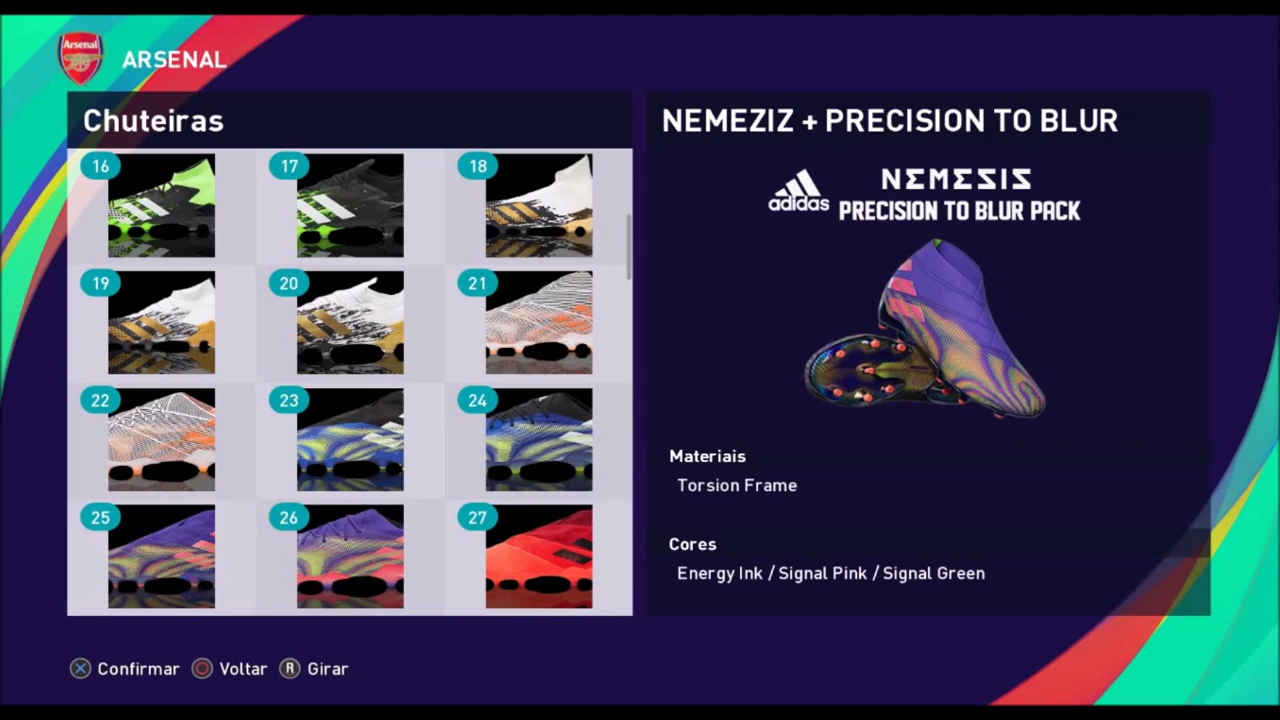 Arsenal
ARSENAL
Chuteiras
16
17
18
19
20
21
22
23
24
25
26
27
NEMEZIZ + PRECISION TO BLUR
adidas
NEMESIS
PRECISION TO BLUR PACK
Materiais
Torsion Frame
Cores
Energy Ink / Signal Pink / Signal Green
Confirmar
Voltar
R Girar